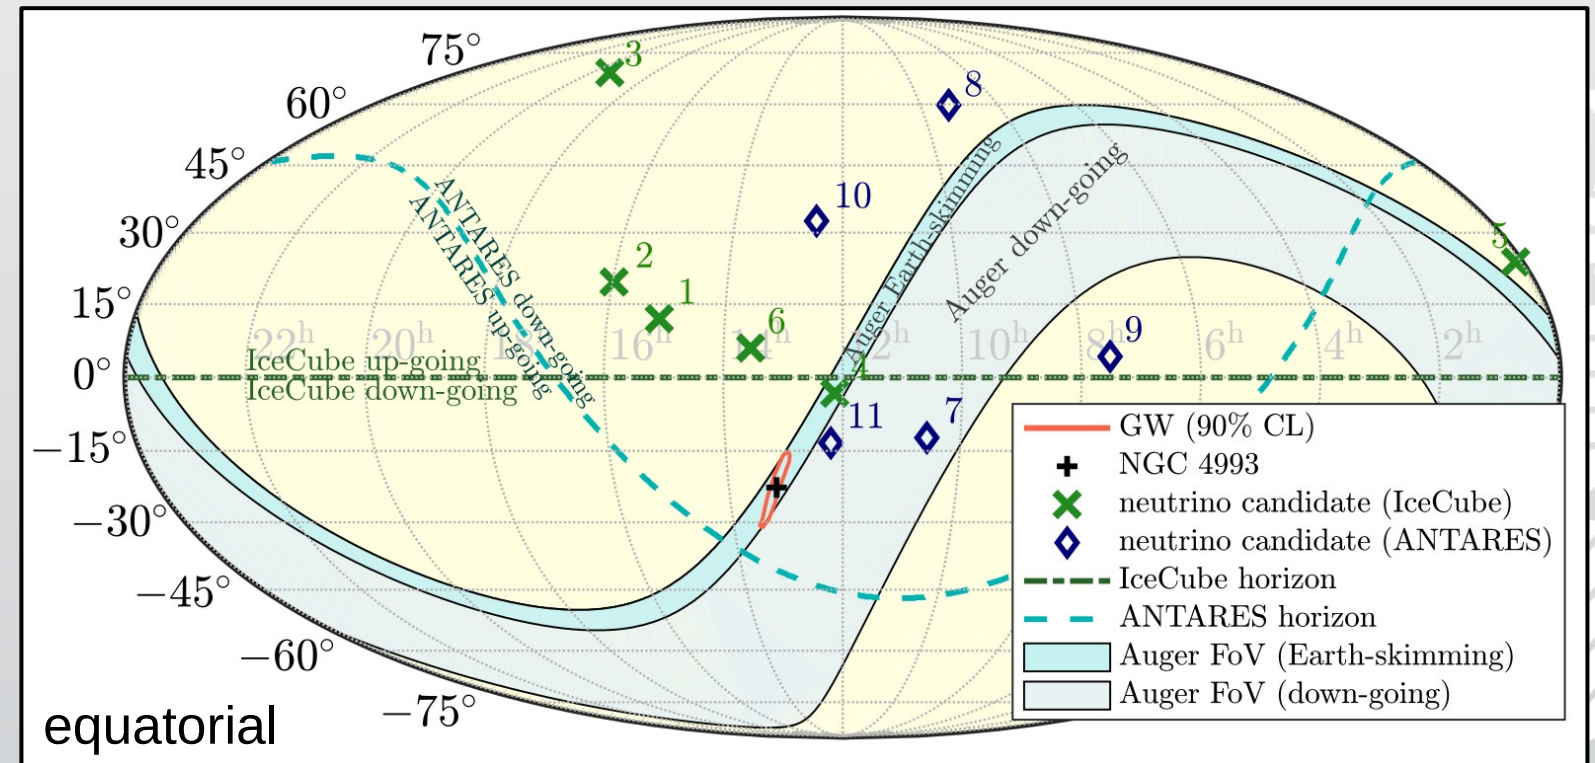 75°
60°
45°
30°
15°
0°
−15°
−30°
−45°
−60°
−75°
3
8
10
2
1
6
5
9
4
11
7
22h
20h
18h
16h
14h
12h
10h
8h
6h
4h
2h
ANTARES down-going
ANTARES up-going
IceCube up-going
IceCube down-going
Auger Earth-skimming
Auger down-going
GW (90% CL)
NGC 4993
neutrino candidate (IceCube)
neutrino candidate (ANTARES)
IceCube horizon
ANTARES horizon
Auger FoV (Earth-skimming)
Auger FoV (down-going)
equatorial